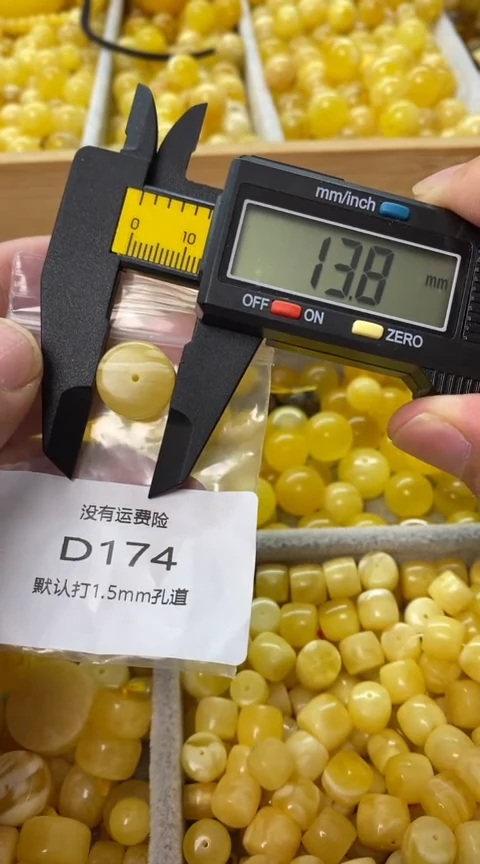 mm/inch
0 10
13.8 mm
OFF ON
ZERO
没有运费险
D174
默认打1.5mm孔道